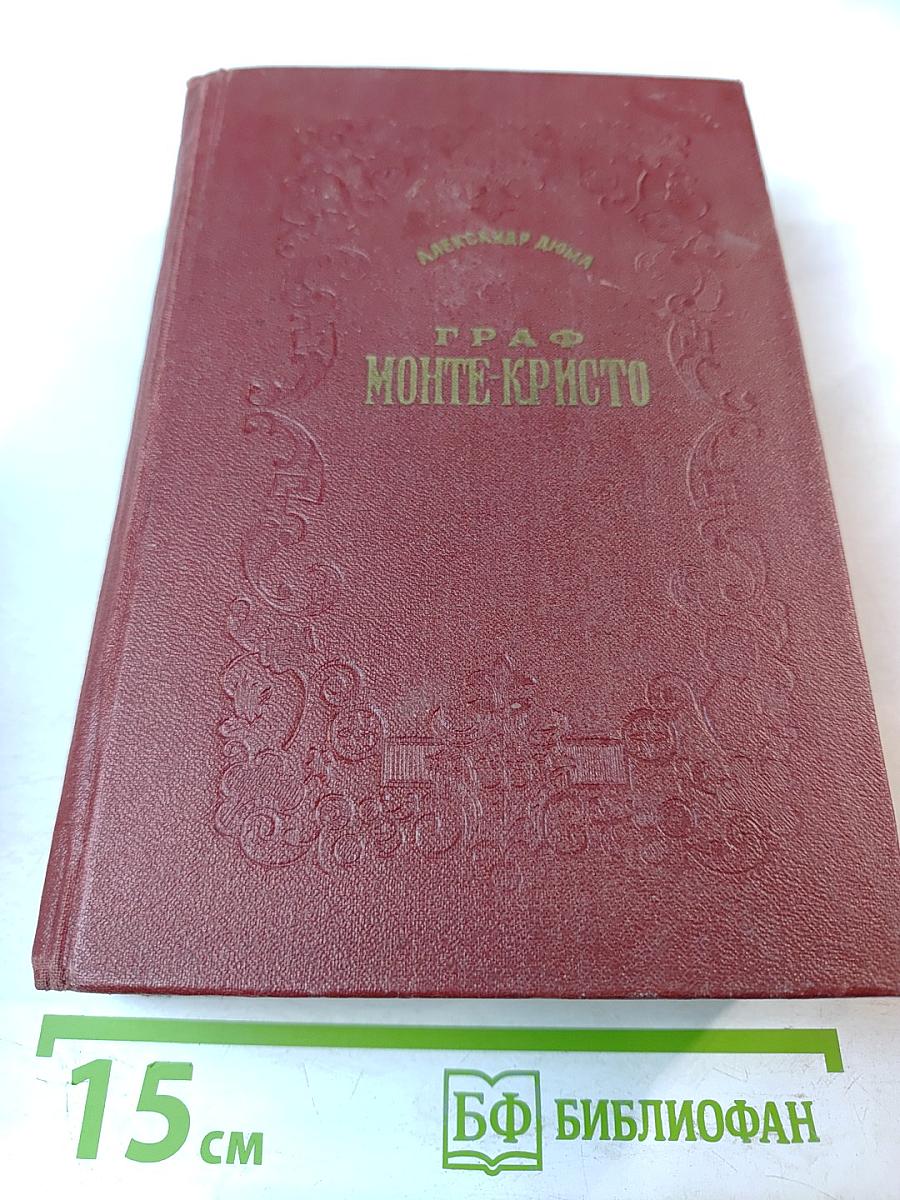 АЛЕКСАНДР ДЮМА
ГРАФ
МОНТЕ-КРИСТО
15 см
БФ БИБЛИОФАН